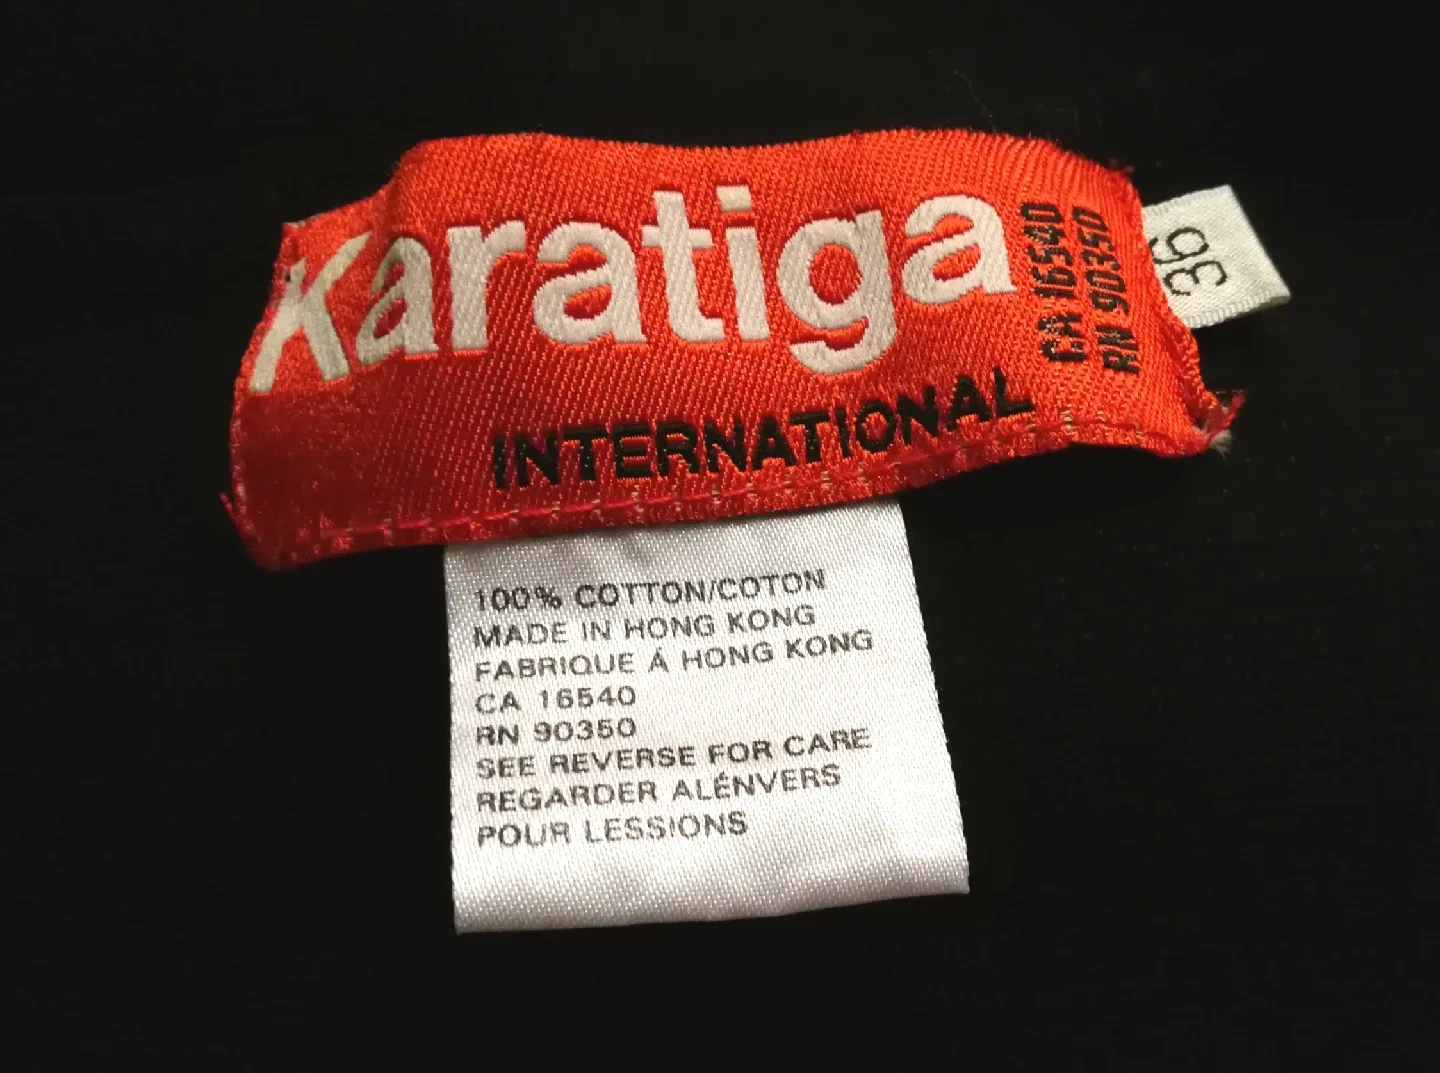 Karatiga
INTERNATIONAL
CA 16540
RN 90350
36
100% COTTON/COTON
MADE IN HONG KONG
FABRIQUE Á HONG KONG
CA 16540
RN 90350
SEE REVERSE FOR CARE
REGARDER ALÉNVERS
POUR LESSIONS